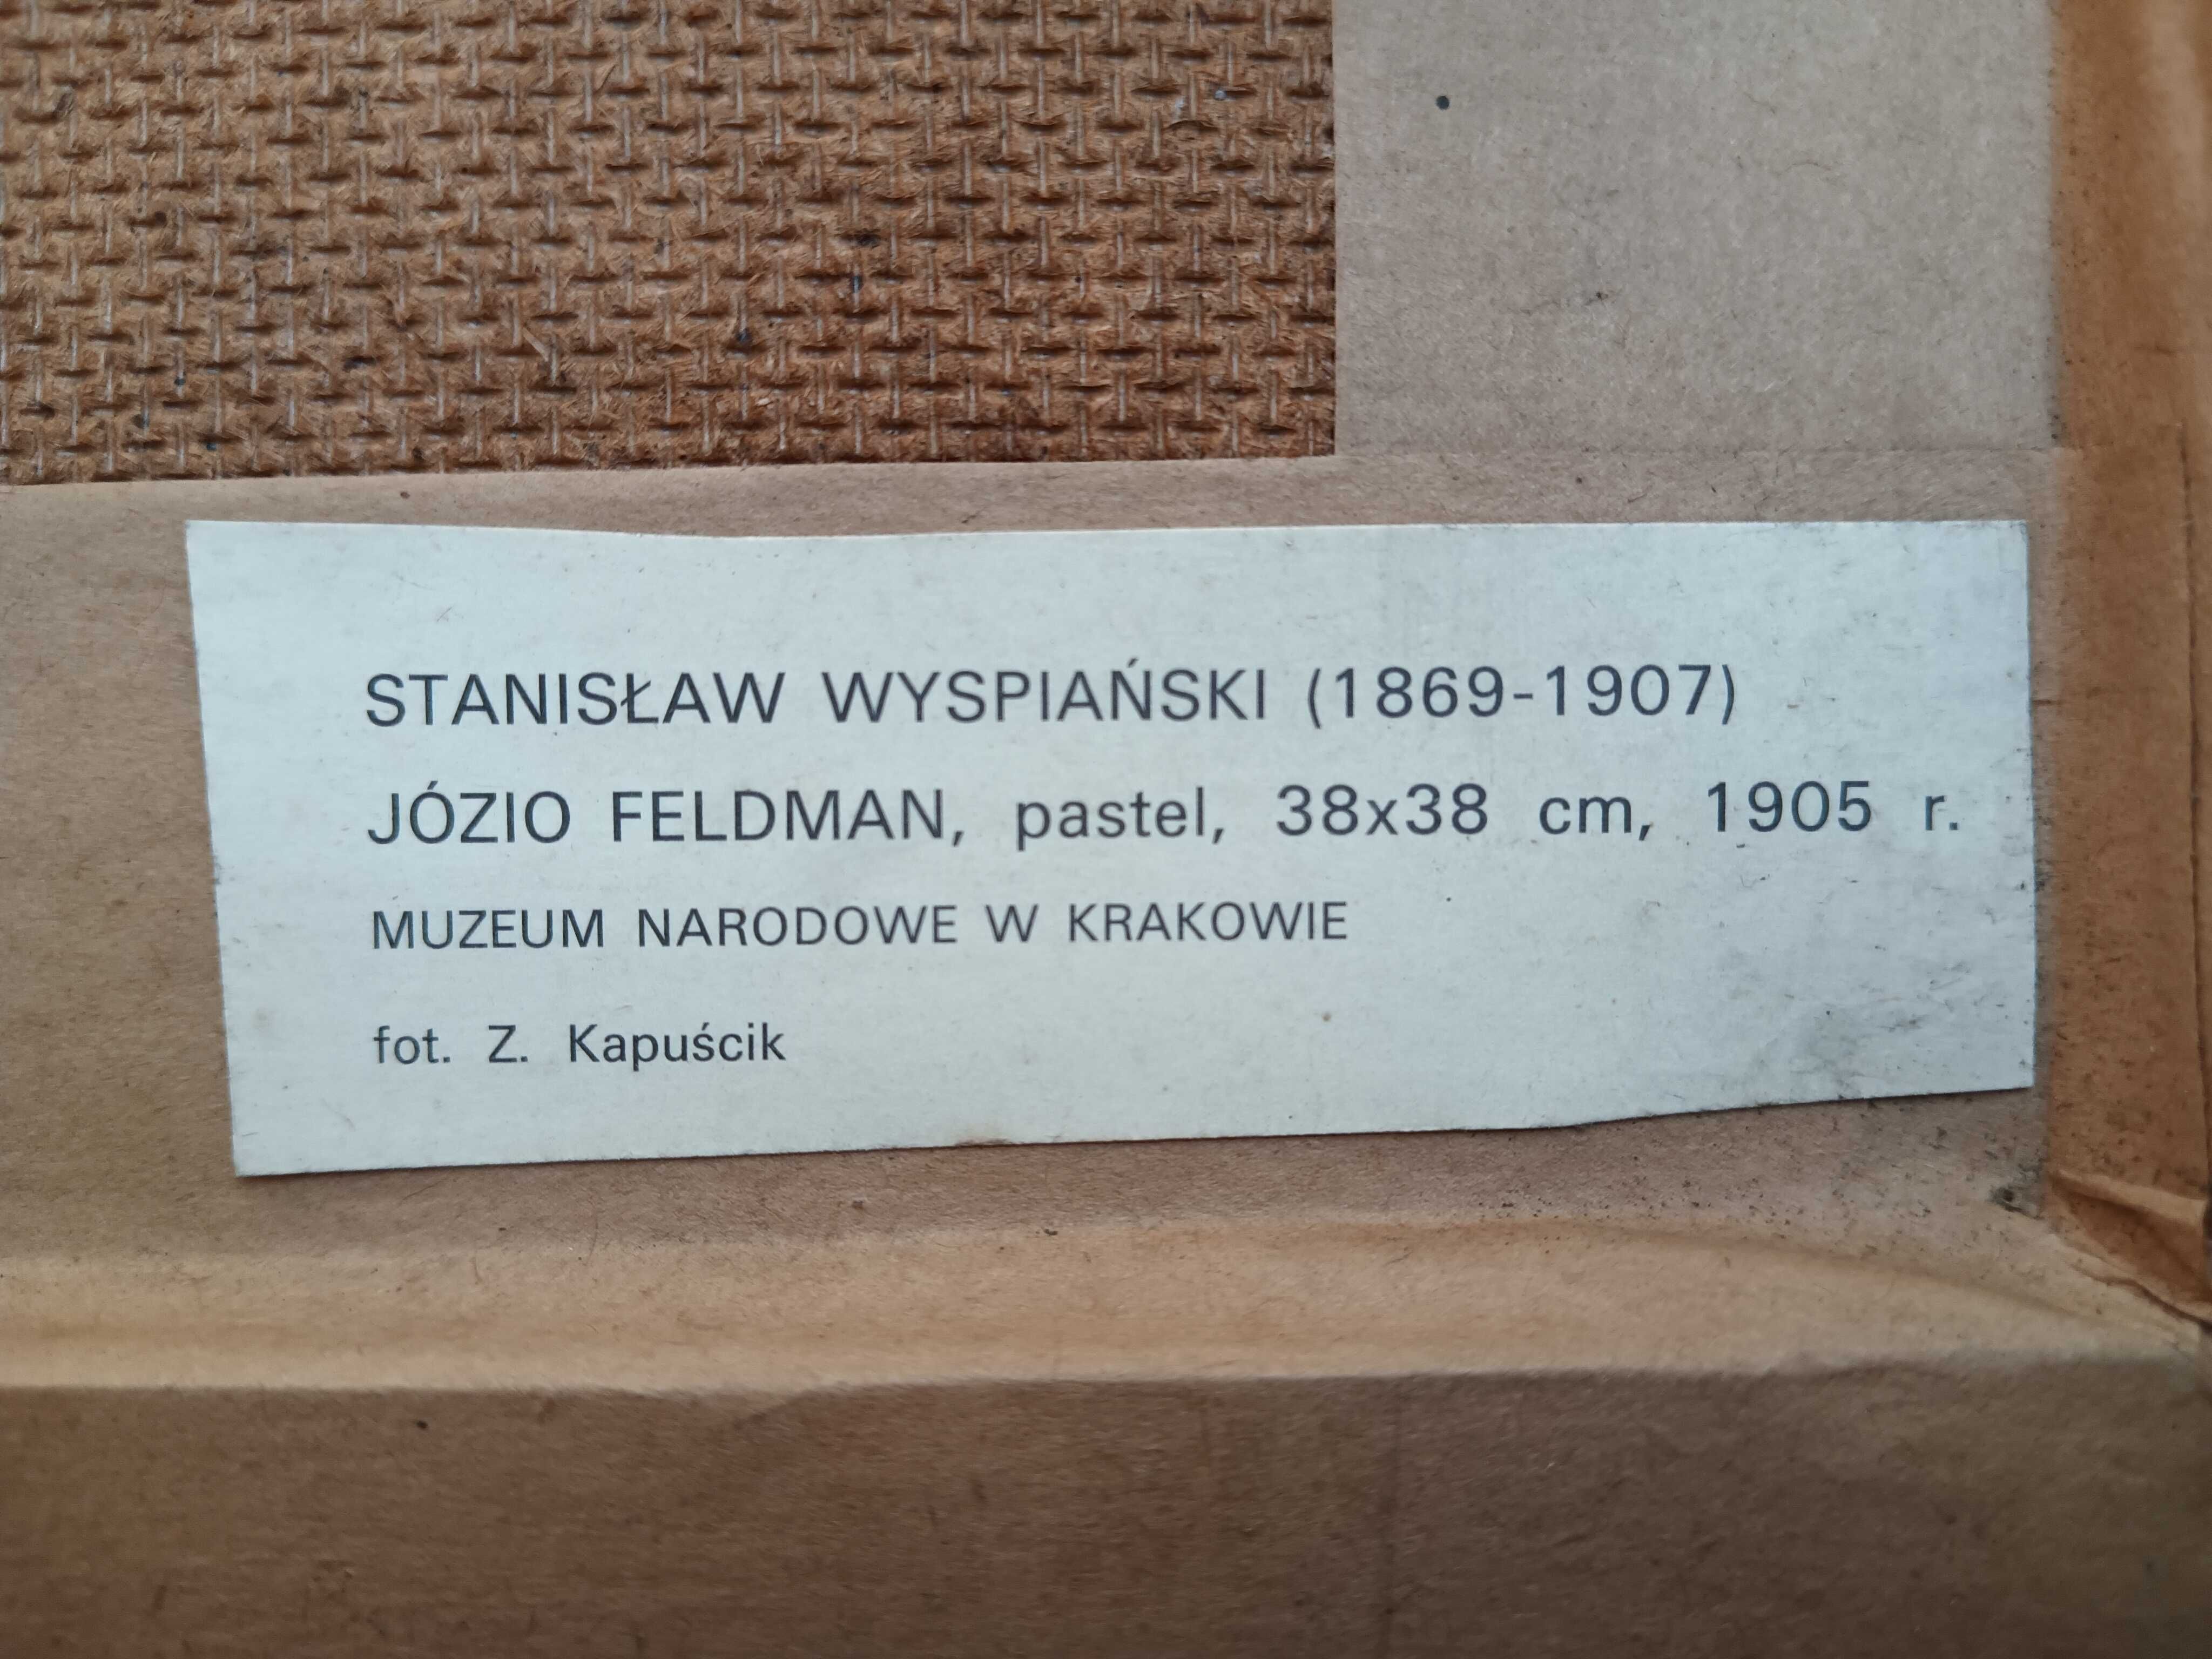 STANISŁAW WYSPIAŃSKI (1869-1907)
JÓZIO FELDMAN, pastel, 38x38 cm, 1905 r.
MUZEUM NARODOWE W KRAKOWIE
fot. Z. Kapuścik